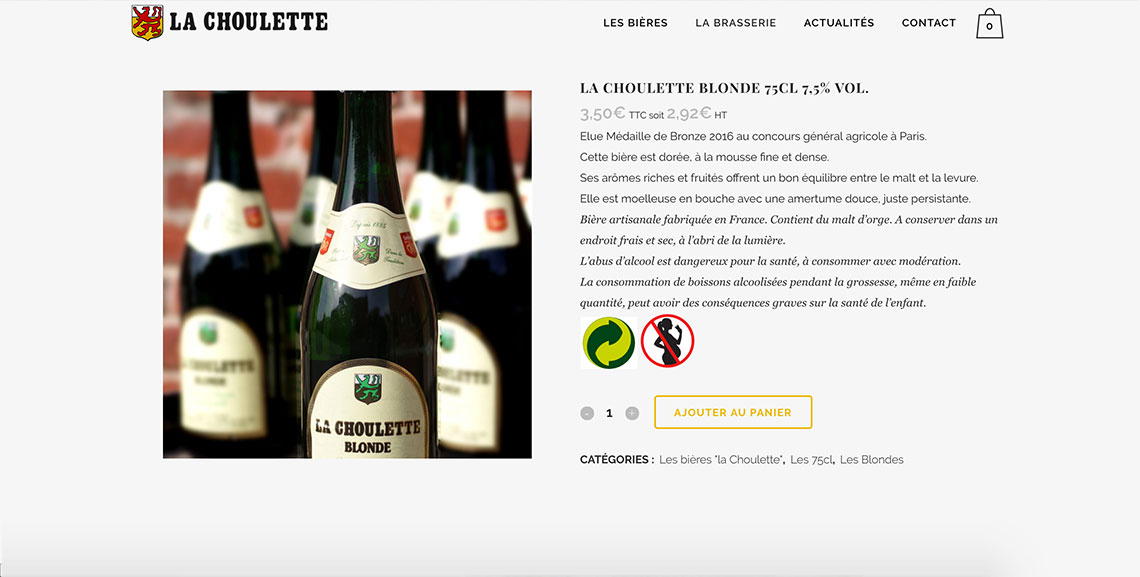 LA CHOULETTE
LES BIÈRES LA BRASSERIE ACTUALITÉS CONTACT 0
Depuis 1885
LA CHOULETTE
BLONDE
LA CHOULETTE
BLONDE
LA CHOULETTE BLONDE 75CL 7,5% VOL.
3,50€ TTC soit 2,92€ HT
Elue Médaille de Bronze 2016 au concours général agricole à Paris.
Cette bière est dorée, à la mousse fine et dense.
Ses arômes riches et fruités offrent un bon équilibre entre le malt et la levure.
Elle est moelleuse en bouche avec une amertume douce, juste persistante.
Bière artisanale fabriquée en France. Contient du malt d'orge. A conserver dans un
endroit frais et sec, à l'abri de la lumière.
L'abus d'alcool est dangereux pour la santé, à consommer avec modération.
La consommation de boissons alcoolisées pendant la grossesse, même en faible
quantité, peut avoir des conséquences graves sur la santé de l'enfant.
- 1 +
AJOUTER AU PANIER
CATÉGORIES : Les bières "la Choulette", Les 75cl, Les Blondes